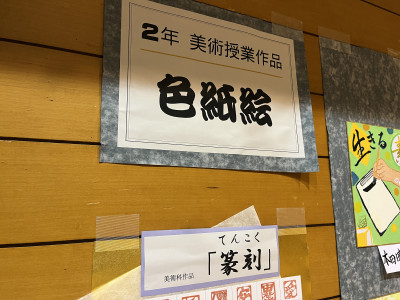 2年 美術授業作品
色紙絵
てんこく
美術科作品
「篆刻」
生きる